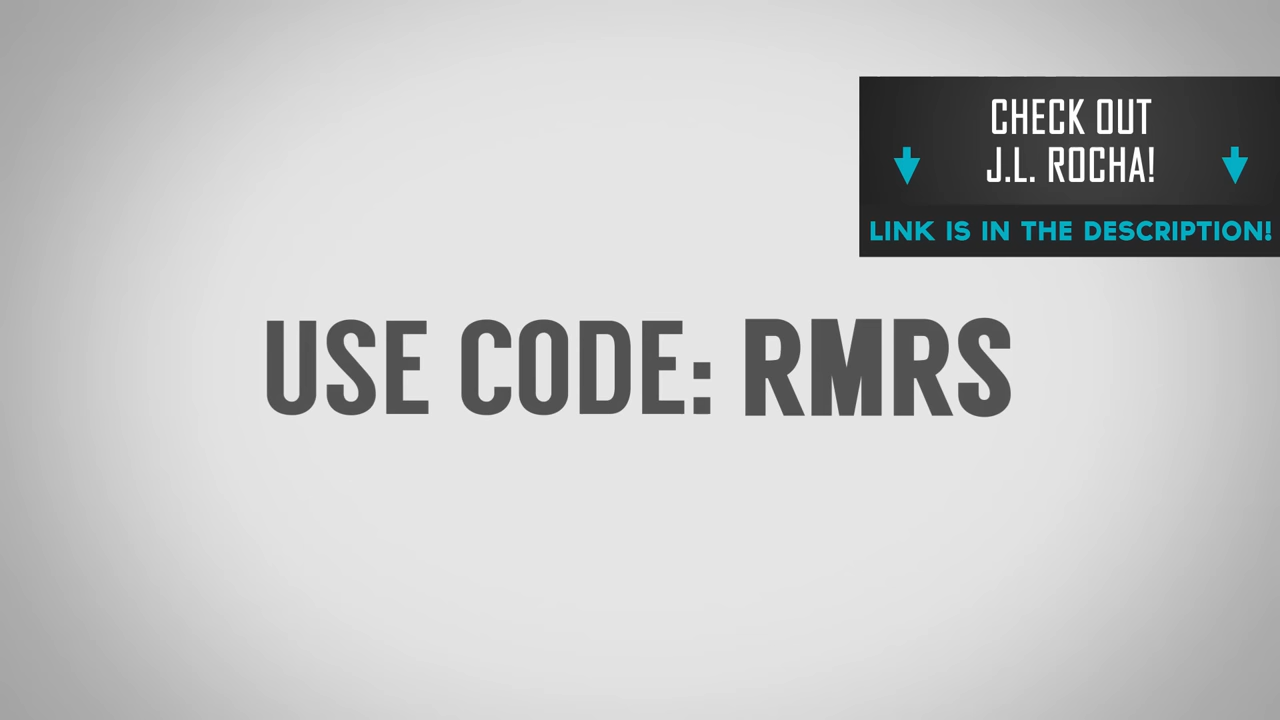 CHECK OUT
J.L. ROCHA!
LINK IS IN THE DESCRIPTION!
USE CODE: RMRS